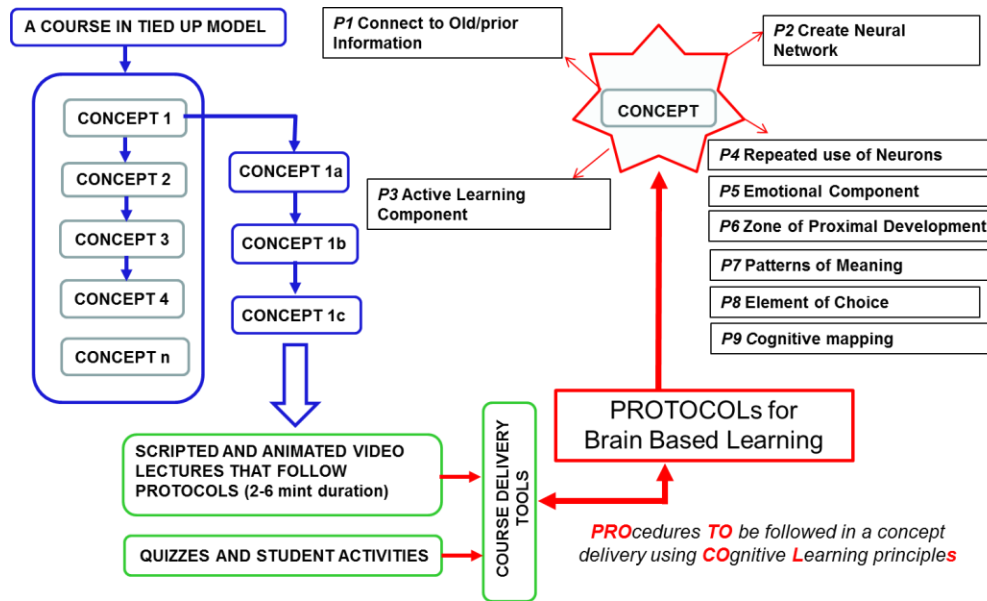 A COURSE IN TIED UP MODEL
CONCEPT 1
CONCEPT 2
CONCEPT 3
CONCEPT 4
CONCEPT n
CONCEPT 1a
CONCEPT 1b
CONCEPT 1c
P1 Connect to Old/prior
Information
P2 Create Neural
Network
CONCEPT
P3 Active Learning
Component
P4 Repeated use of Neurons
P5 Emotional Component
P6 Zone of Proximal Development
P7 Patterns of Meaning
P8 Element of Choice
P9 Cognitive mapping
SCRIPTED AND ANIMATED VIDEO
LECTURES THAT FOLLOW
PROTOCOLS (2-6 mint duration)
QUIZZES AND STUDENT ACTIVITIES
COURSE DELIVERY
TOOLS
PROTOCOLs for
Brain Based Learning
PROcedures TO be followed in a concept
delivery using COgnitive Learning principles